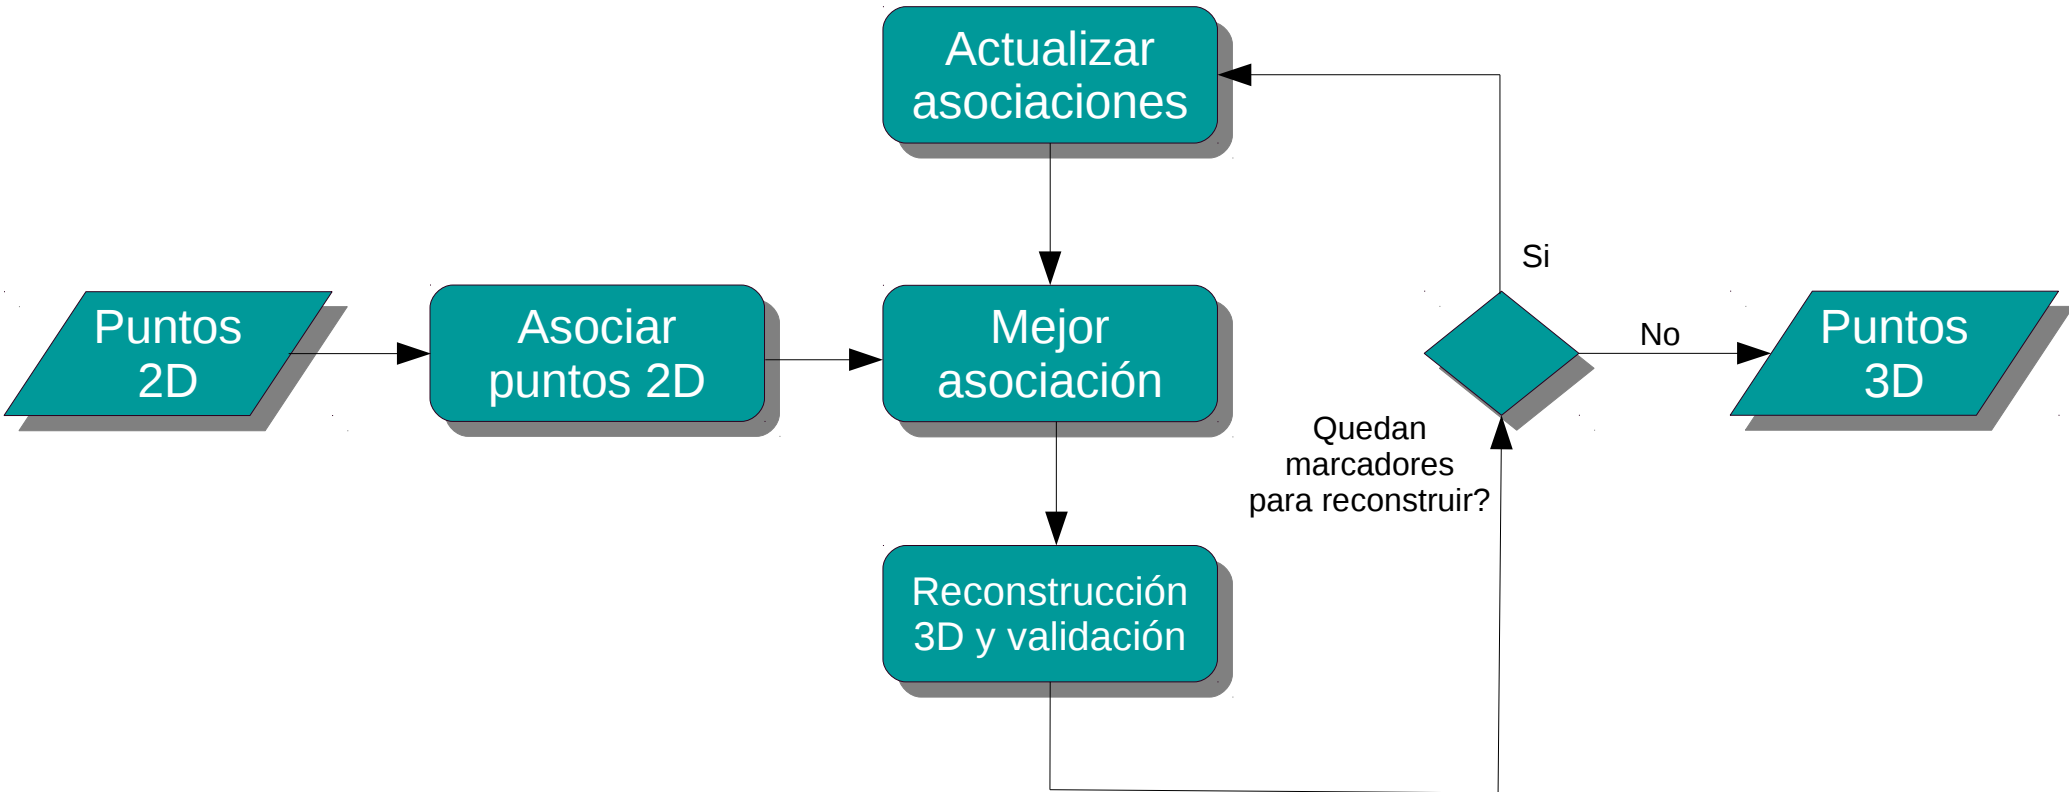 Actualizar
asociaciones
Si
Puntos
2D
Asociar
puntos 2D
Mejor
asociación
No
Puntos
3D
Quedan
marcadores
para reconstruir?
Reconstrucción
3D y validación